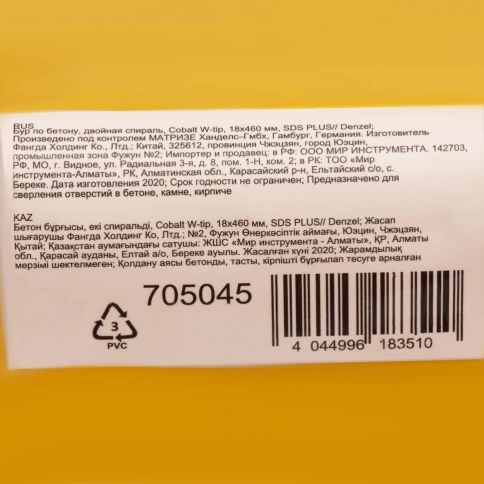 RUS
Бур по бетону, двойная спираль, Cobalt W-tip, 18x460 мм, SDS PLUS// Denzel;
Произведено под контролем МАТРИЗЕ Ханделс–Гмбх, Гамбург, Германия. Изготовитель
Фангда Холдинг Ко., Лтд.; Китай, 325612, провинция Чжэцзян, город Юэцин,
промышленная зона Фужун №2; Импортер и продавец: в РФ: ООО МИР ИНСТРУМЕНТА. 142703,
РФ, МО, г. Видное, ул. Радиальная 3-я, д. 8, пом. 1-Н, ком. 2; в РК: ТОО «Мир
инструмента-Алматы», РК, Алматинская обл., Карасайский р-н, Ельтайский с/о, с.
Береке. Дата изготовления 2020; Срок годности не ограничен; Предназначено для
сверления отверстий в бетоне, камне, кирпиче
KAZ
Бетон бұрғысы, екі спиральді, Cobalt W-tip, 18x460 мм, SDS PLUS// Denzel; Жасап
шығарушы Фангда Холдинг Ко, Лтд.; №2, Фужун Өнеркәсіптік аймағы, Юэцин, Чжэцзян,
Қытай; Қазақстан аумағындағы сатушы: ЖШС «Мир инструмента - Алматы», ҚР, Алматы
обл., Қарасай ауданы, Елтай а/о, Береке ауылы. Жасалған күні 2020; Жарамдылық
мерзімі шектелмеген; Қолдану аясы бетонды, тасты, кірпішті бұрғылап тесуге арналған
705045
3
PVC
4 044996 183510